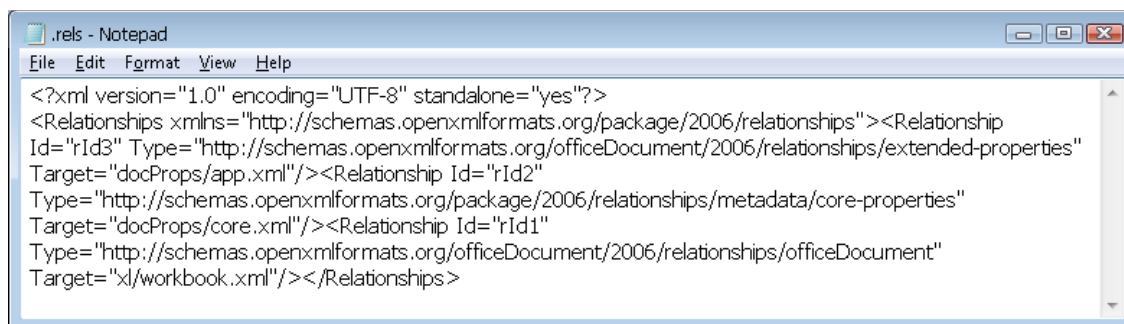 .rels - Notepad
File Edit Format View Help
<?xml version="1.0" encoding="UTF-8" standalone="yes"?>
<Relationships xmlns="http://schemas.openxmlformats.org/package/2006/relationships"><Relationship
Id="rId3" Type="http://schemas.openxmlformats.org/officeDocument/2006/relationships/extended-properties"
Target="docProps/app.xml"/><Relationship Id="rId2"
Type="http://schemas.openxmlformats.org/package/2006/relationships/metadata/core-properties"
Target="docProps/core.xml"/><Relationship Id="rId1"
Type="http://schemas.openxmlformats.org/officeDocument/2006/relationships/officeDocument"
Target="xl/workbook.xml"/></Relationships>